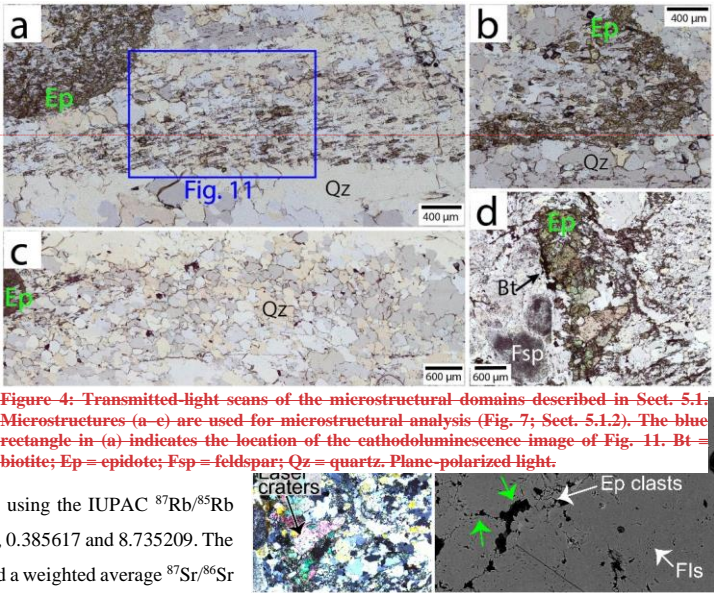 a
Ep
Fig. 11
Qz
400 µm
b
400 µm
Ep
Qz
c
Ep
Qz
600 µm
d
Ep
Bt
Fsp
600 µm
Figure 4: Transmitted-light scans of the microstructural domains described in Sect. 5.1.
Microstructures (a–c) are used for microstructural analysis (Fig. 7; Sect. 5.1.2). The blue
rectangle in (a) indicates the location of the cathodoluminescence image of Fig. 11. Bt =
biotite; Ep = epidote; Fsp = feldspar; Qz = quartz. Plane-polarized light.
using the IUPAC ⁸⁷Rb/⁸⁵Rb
, 0.385617 and 8.735209. The
d a weighted average ⁸⁷Sr/⁸⁶Sr
Laser
craters
Ep clasts
FIs